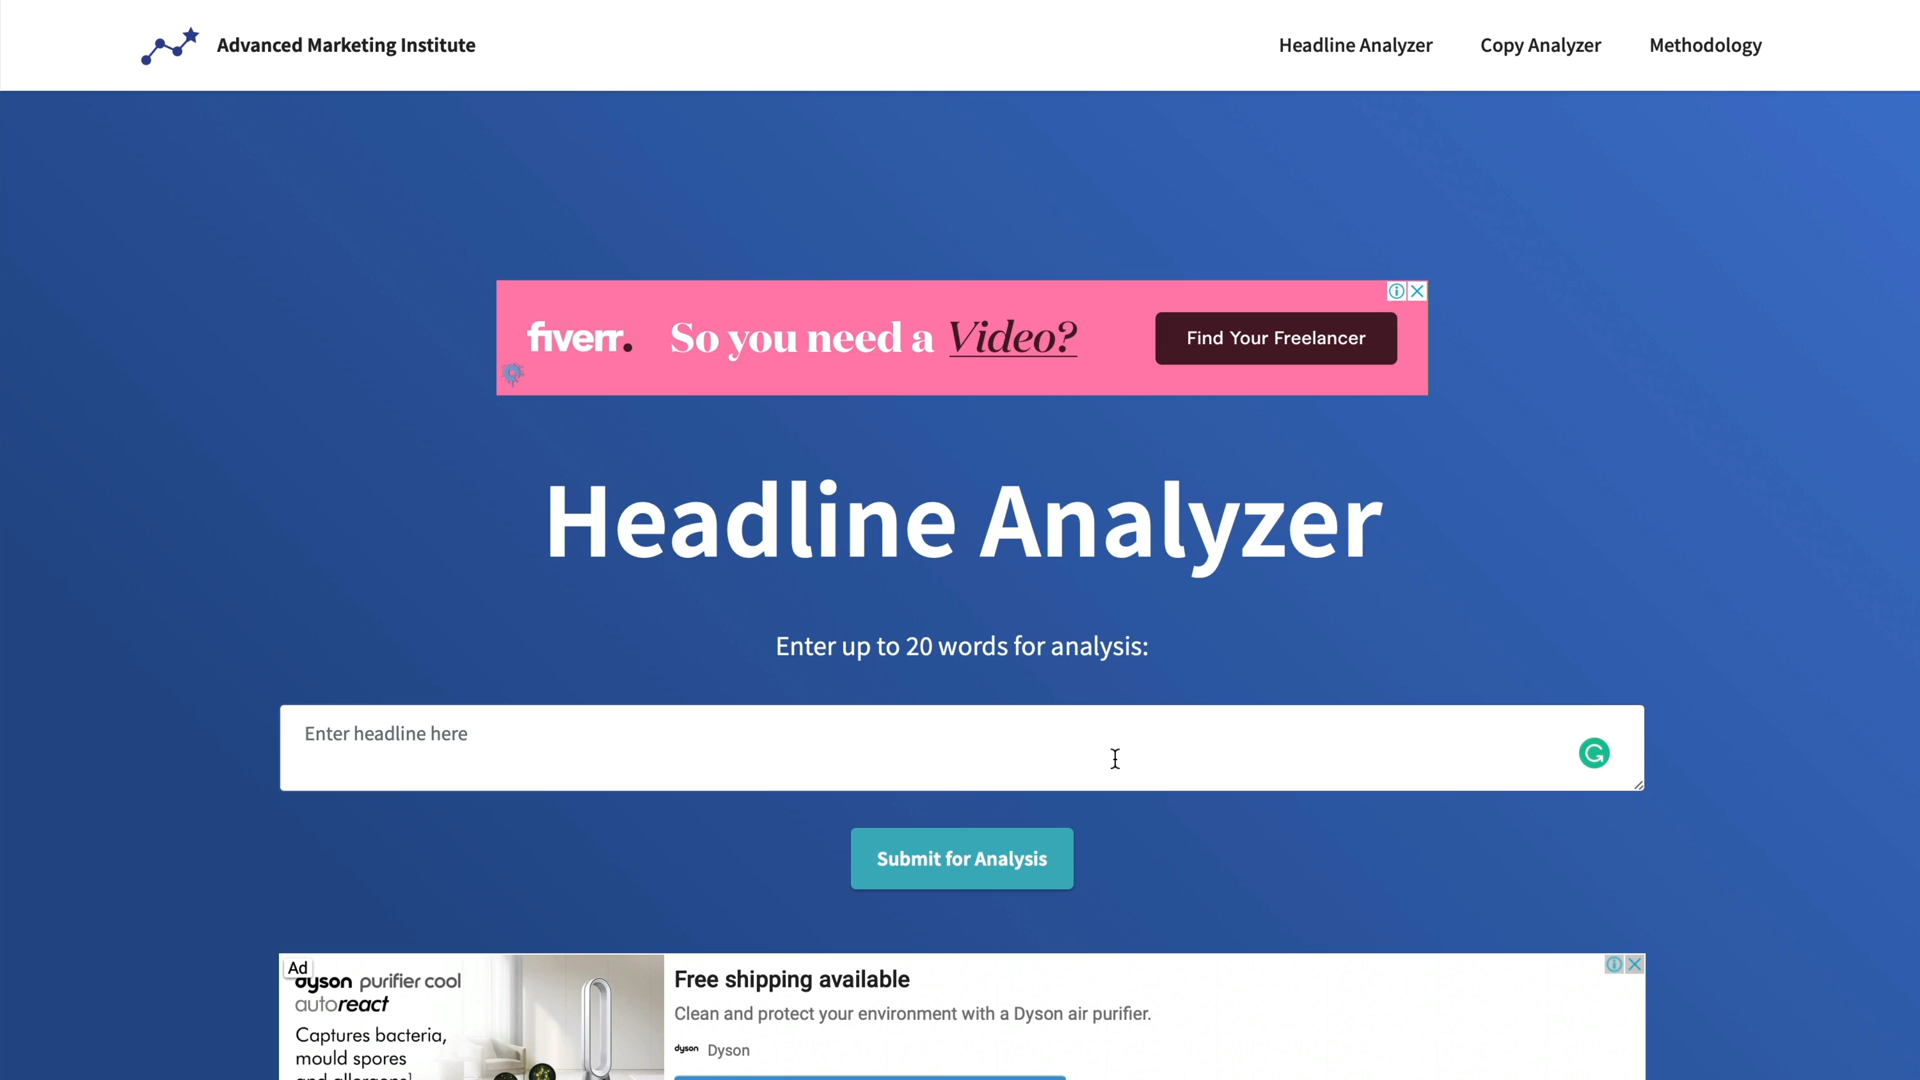 Advanced Marketing Institute
Headline Analyzer
Copy Analyzer
Methodology
fiverr.
So you need a Video?
Find Your Freelancer
Headline Analyzer
Enter up to 20 words for analysis:
Enter headline here
Submit for Analysis
Ad
dyson purifier cool
autoreact
Captures bacteria,
mould spores
and allergens¹
Free shipping available
Clean and protect your environment with a Dyson air purifier.
dyson Dyson